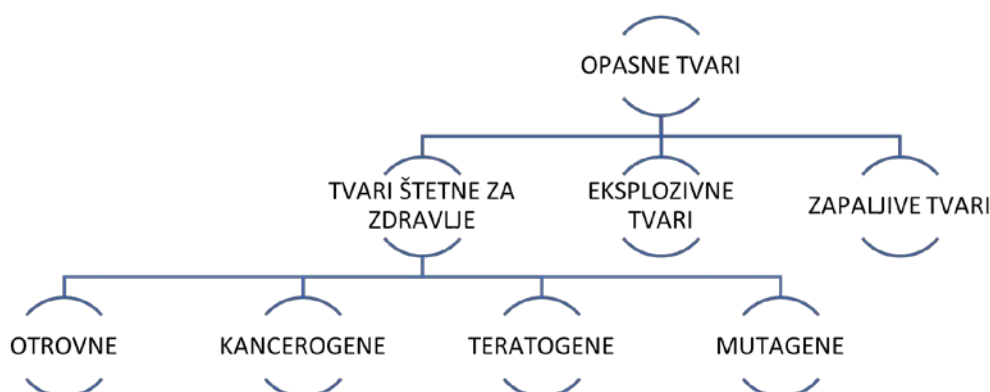 OPASNE TVARI
TVARI ŠTETNE ZA
ZDRAVLJE
EKSPLOZIVNE
TVARI
ZAPALJIVE TVARI
OTROVNE
KANCEROGENE
TERATOGENE
MUTAGENE